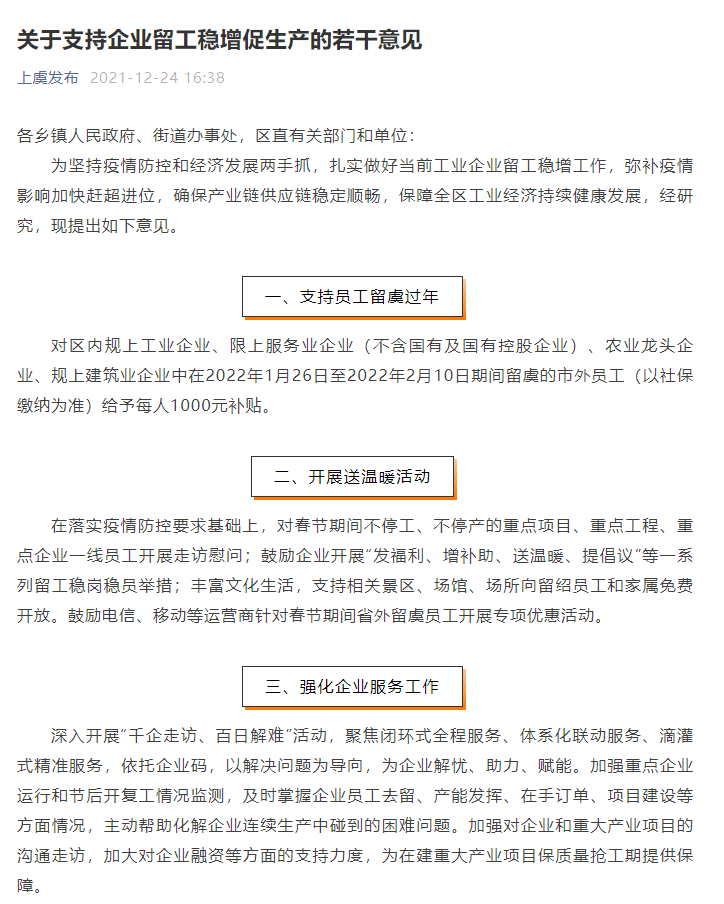 关于支持企业留工稳增促生产的若干意见
上虞发布 2021-12-24 16:38
各乡镇人民政府、街道办事处，区直有关部门和单位：
为坚持疫情防控和经济发展两手抓，扎实做好当前工业企业留工稳增工作，弥补疫情
影响加快赶超进位，确保产业链供应链稳定顺畅，保障全区工业经济持续健康发展，经研
究，现提出如下意见。
一、支持员工留虞过年
对区内规上工业企业、限上服务业企业（不含国有及国有控股企业）、农业龙头企
业、规上建筑业企业中在2022年1月26日至2022年2月10日期间留虞的市外员工（以社保
缴纳为准）给予每人1000元补贴。
二、开展送温暖活动
在落实疫情防控要求基础上，对春节期间不停工、不停产的重点项目、重点工程、重
点企业一线员工开展走访慰问；鼓励企业开展“发福利、增补助、送温暖、提倡议”等一系
列留工稳岗稳员举措；丰富文化生活，支持相关景区、场馆、场所向留绍员工和家属免费
开放。鼓励电信、移动等运营商针对春节期间省外留虞员工开展专项优惠活动。
三、强化企业服务工作
深入开展“千企走访、百日解难”活动，聚焦闭环式全程服务、体系化联动服务、滴灌
式精准服务，依托企业码，以解决问题为导向，为企业解忧、助力、赋能。加强重点企业
运行和节后开复工情况监测，及时掌握企业员工去留、产能发挥、在手订单、项目建设等
方面情况，主动帮助化解企业连续生产中碰到的困难问题。加强对企业和重大产业项目的
沟通走访，加大对企业融资等方面的支持力度，为在建重大产业项目保质量抢工期提供保
障。